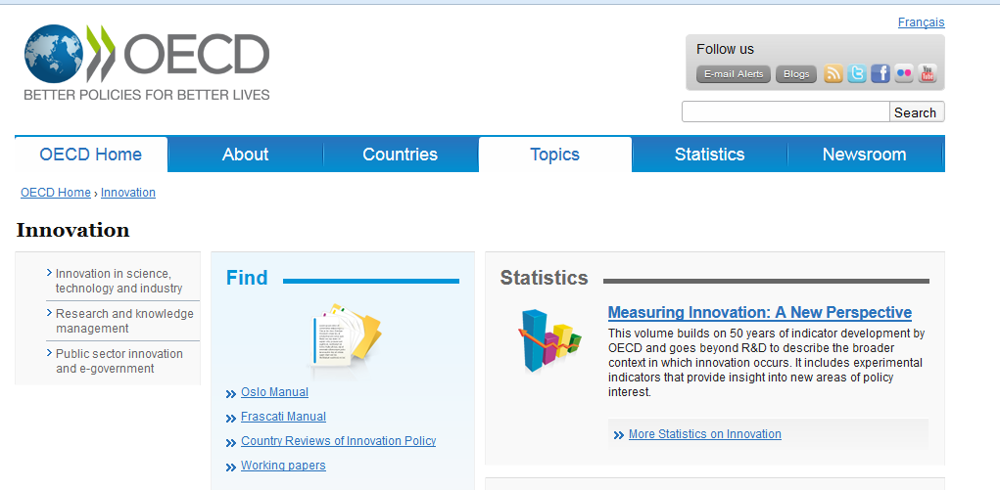 Français
OECD
BETTER POLICIES FOR BETTER LIVES
Follow us
E-mail Alerts
Blogs
You
Tube
Search
OECD Home
About
Countries
Topics
Statistics
Newsroom
OECD Home › Innovation
Innovation
Innovation in science,
technology and industry
Research and knowledge
management
Public sector innovation
and e-government
Find
Oslo Manual
Frascati Manual
Country Reviews of Innovation Policy
Working papers
Statistics
Measuring Innovation: A New Perspective
This volume builds on 50 years of indicator development by
OECD and goes beyond R&D to describe the broader
context in which innovation occurs. It includes experimental
indicators that provide insight into new areas of policy
interest.
More Statistics on Innovation